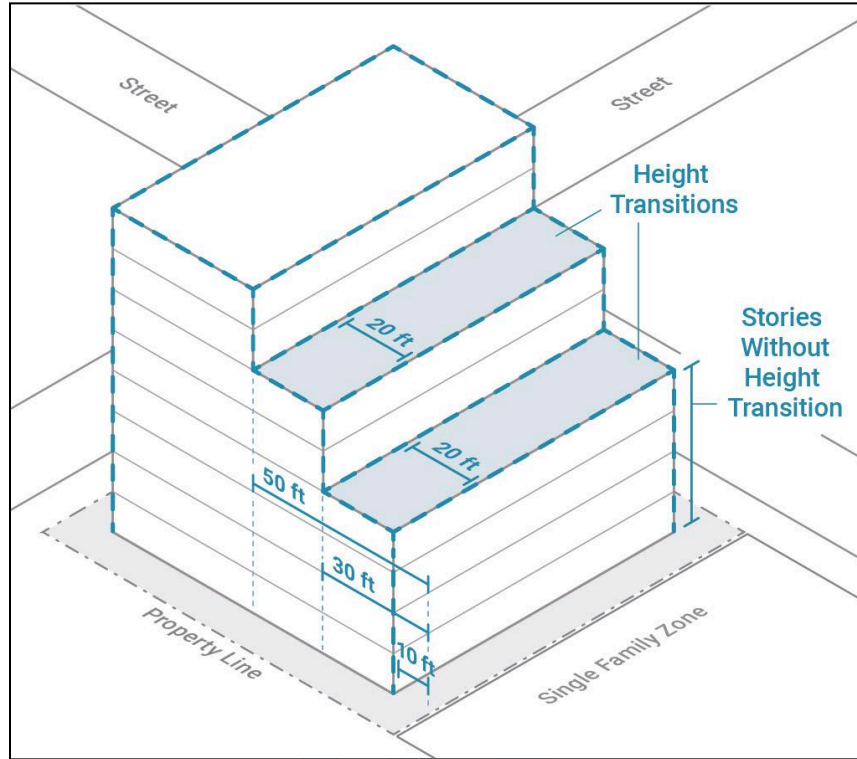 Street
Street
Height
Transitions
20 ft
Stories
Without
Height
Transition
20 ft
50 ft
30 ft
10 ft
Property Line
Single Family Zone